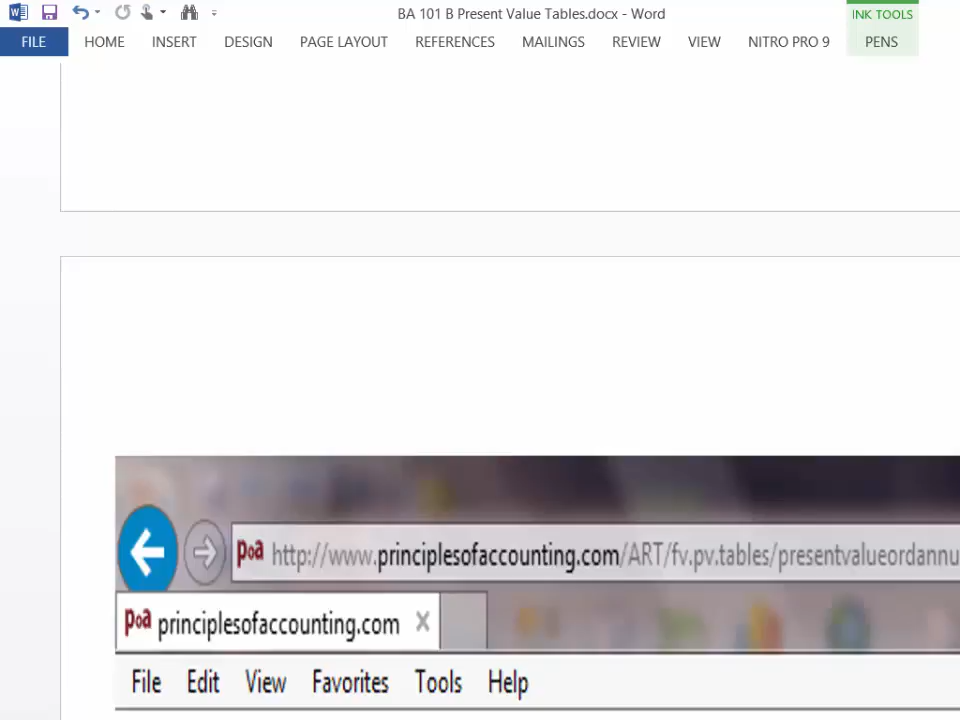 BA 101 B Present Value Tables.docx - Word
INK TOOLS
FILE HOME INSERT DESIGN PAGE LAYOUT REFERENCES MAILINGS REVIEW VIEW NITRO PRO 9 PENS
poa http://www.principlesofaccounting.com/ART/fv.pv.tables/presentvalueordannu
poa principlesofaccounting.com
File Edit View Favorites Tools Help